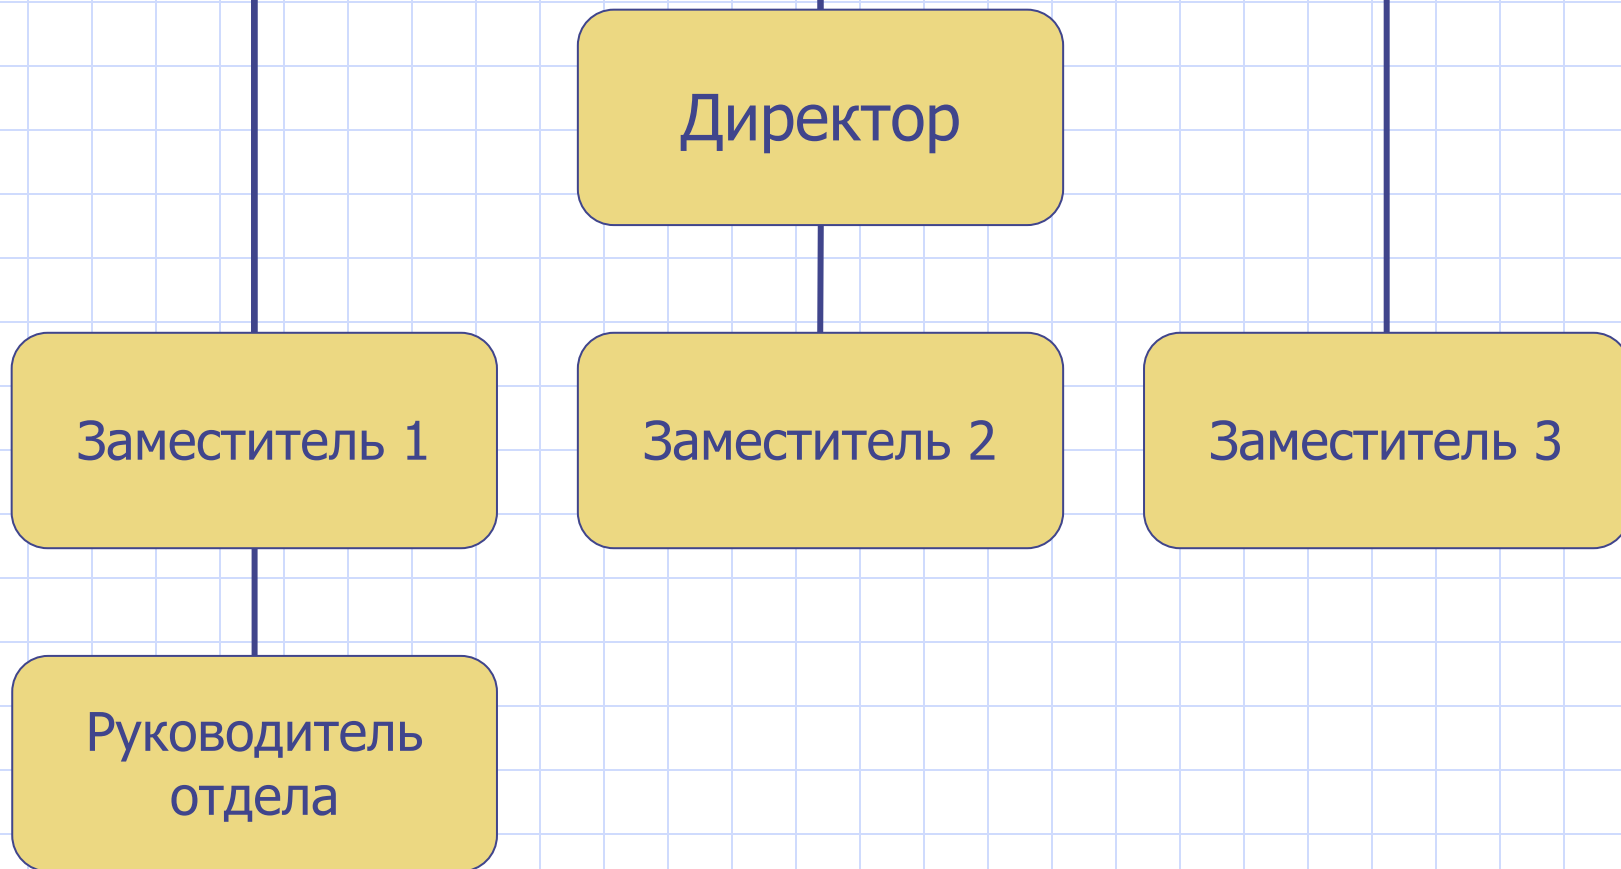 Директор
Заместитель 1
Заместитель 2
Заместитель 3
Руководитель
отдела